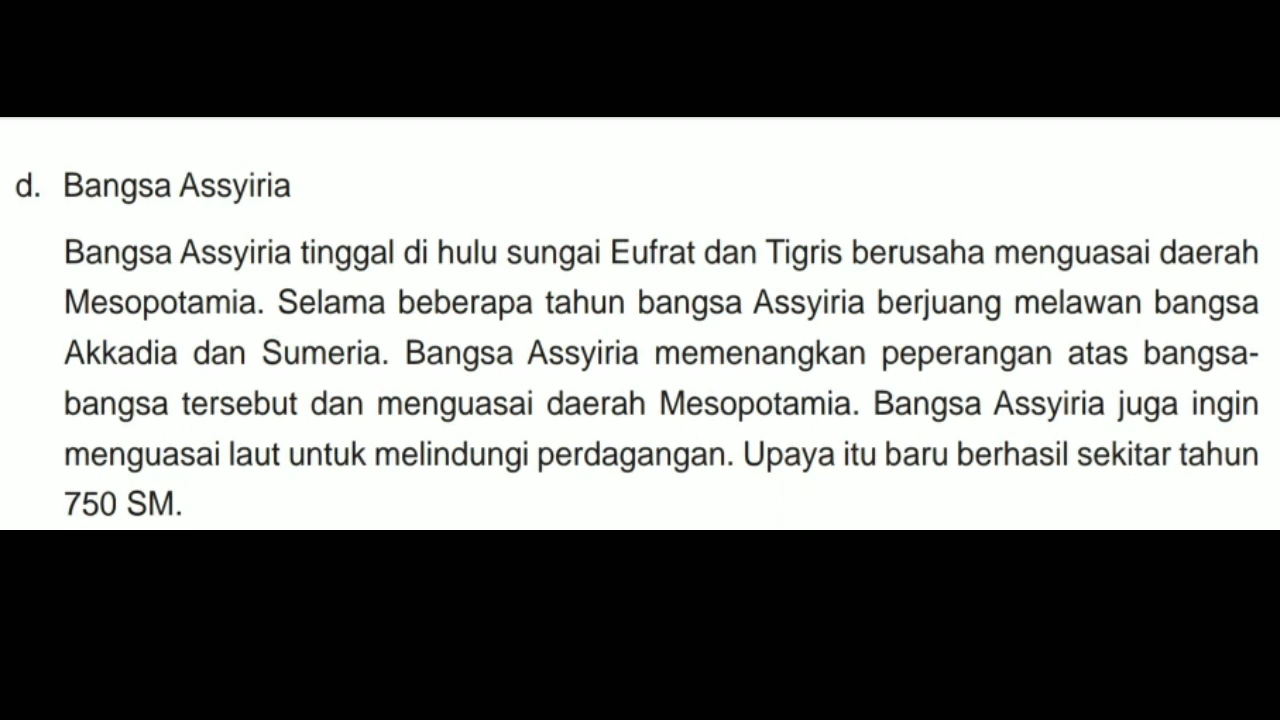 d. Bangsa Assyiria
Bangsa Assyiria tinggal di hulu sungai Eufrat dan Tigris berusaha menguasai daerah
Mesopotamia. Selama beberapa tahun bangsa Assyiria berjuang melawan bangsa
Akkadia dan Sumeria. Bangsa Assyiria memenangkan peperangan atas bangsa-
bangsa tersebut dan menguasai daerah Mesopotamia. Bangsa Assyiria juga ingin
menguasai laut untuk melindungi perdagangan. Upaya itu baru berhasil sekitar tahun
750 SM.